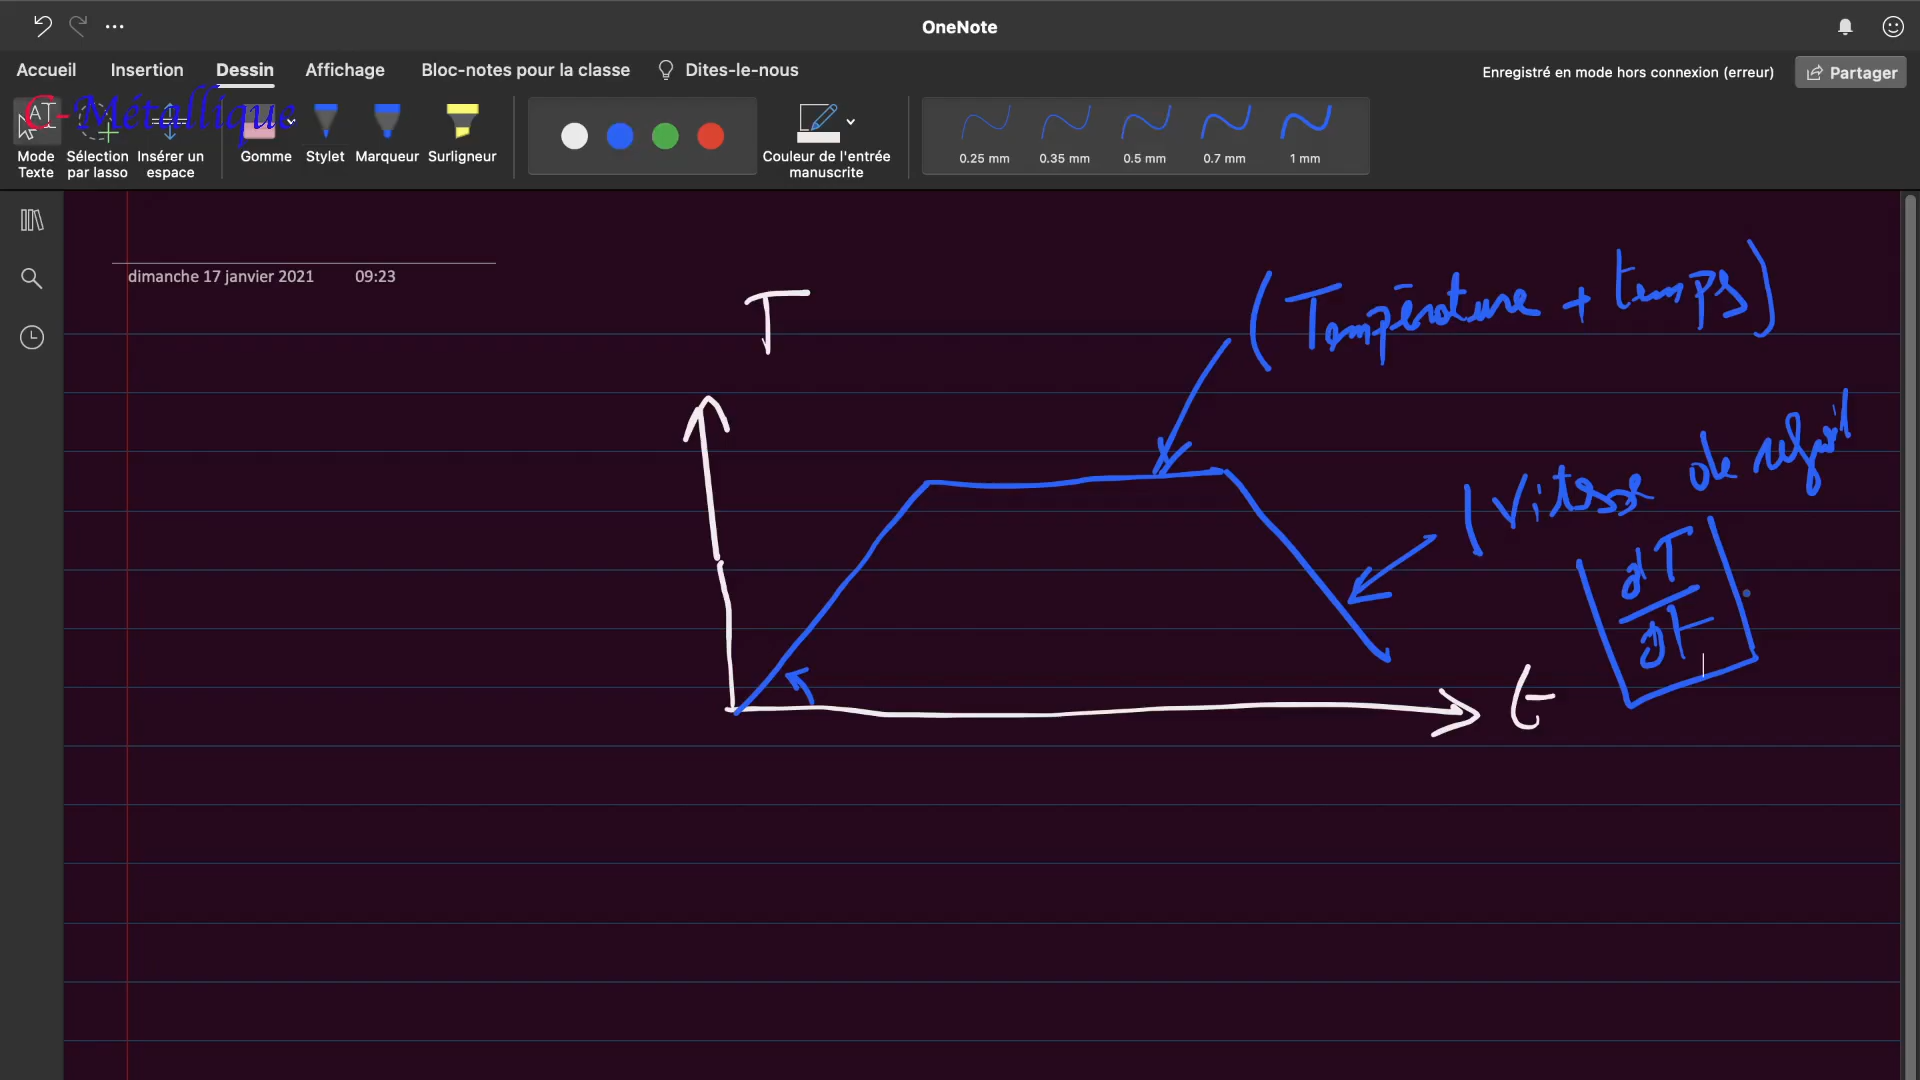 OneNote
Accueil Insertion Dessin Affichage Bloc-notes pour la classe Dites-le-nous
Enregistré en mode hors connexion (erreur) Partager
C- Métallique
Mode Texte
Sélection par lasso
Insérer un espace
Gomme
Stylet
Marqueur
Surligneur
Couleur de l'entrée manuscrite
0.25 mm 0.35 mm 0.5 mm 0.7 mm 1 mm
dimanche 17 janvier 2021 09:23
T
(Température + temps)
(Vitesse de
dT
dt
t